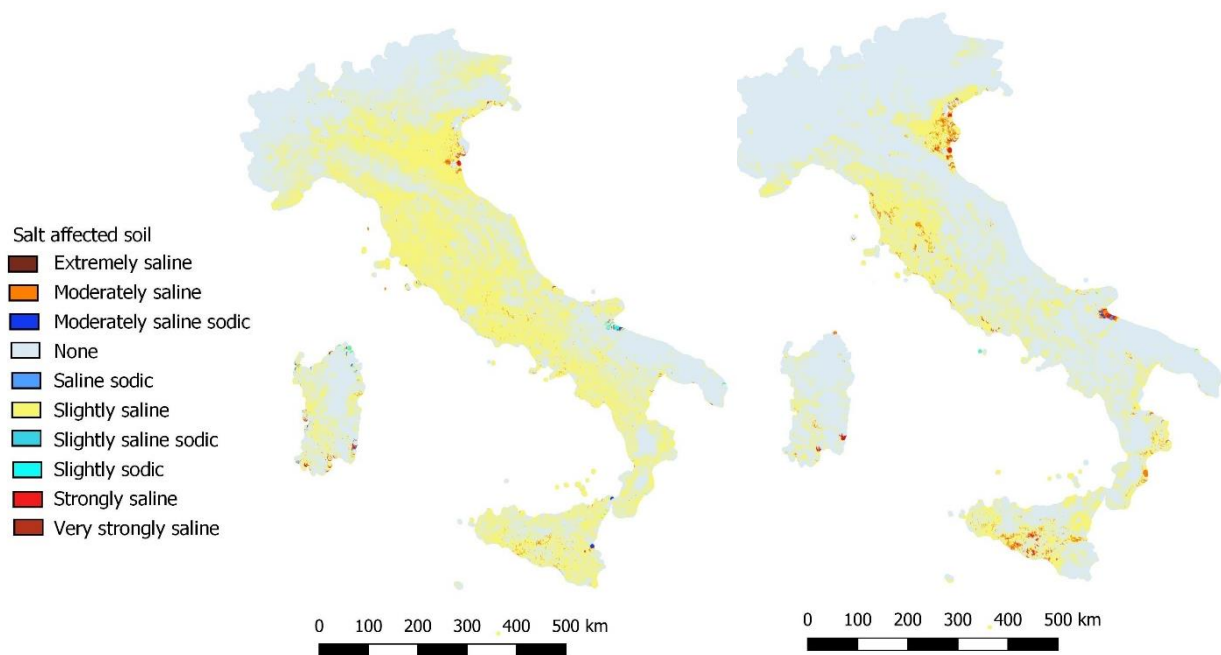 Salt affected soil
Extremely saline
Moderately saline
Moderately saline sodic
None
Saline sodic
Slightly saline
Slightly saline sodic
Slightly sodic
Strongly saline
Very strongly saline
0 100 200 300 400 500 km
0 100 200 300 400 500 km